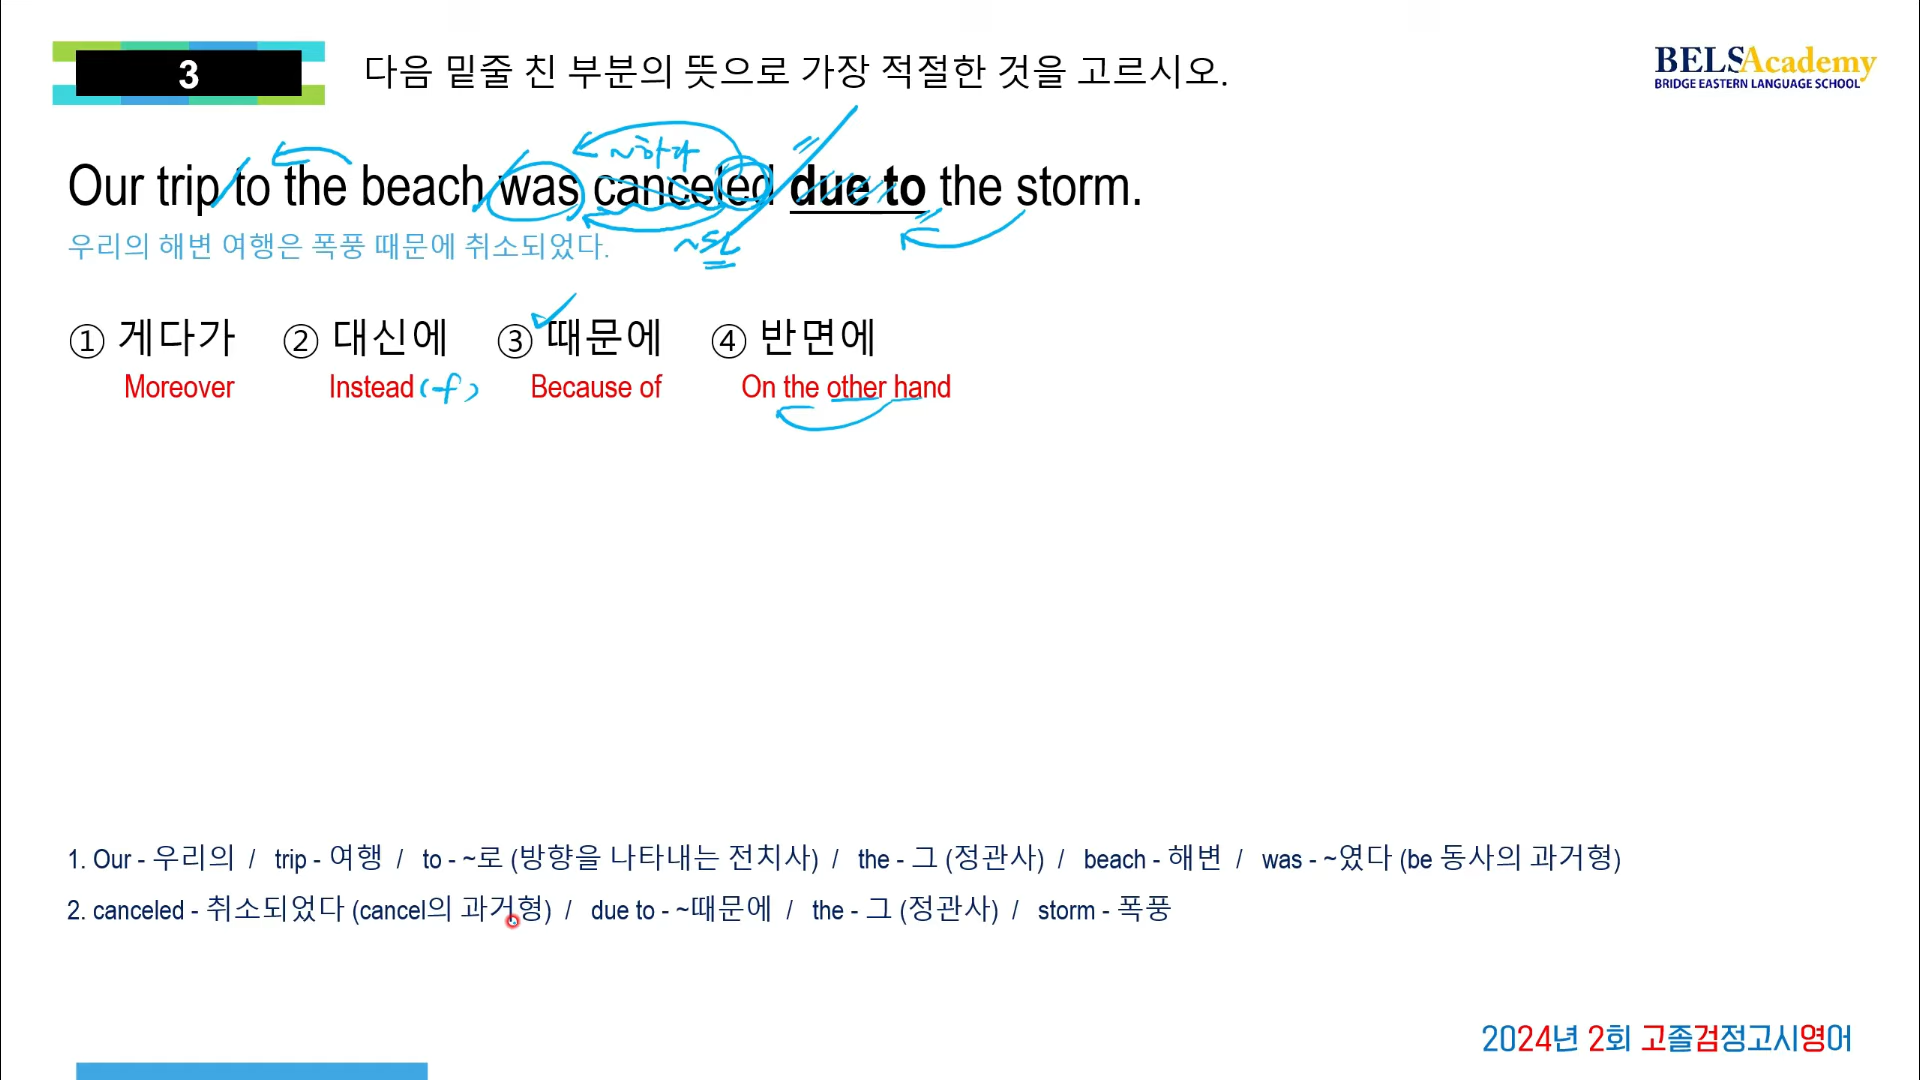 3
다음 밑줄 친 부분의 뜻으로 가장 적절한 것을 고르시오.
BELSAcademy
BRIDGE EASTERN LANGUAGE SCHOOL
~하다
Our trip to the beach was canceled due to the storm.
우리의 해변 여행은 폭풍 때문에 취소되었다.
~된
① 게다가 ② 대신에 ③ 때문에 ④ 반면에
Moreover Instead (f) Because of On the other hand
1. Our - 우리의 / trip - 여행 / to - ~로 (방향을 나타내는 전치사) / the - 그 (정관사) / beach - 해변 / was - ~였다 (be 동사의 과거형)
2. canceled - 취소되었다 (cancel의 과거형) / due to - ~때문에 / the - 그 (정관사) / storm - 폭풍
2024년 2회 고졸검정고시영어